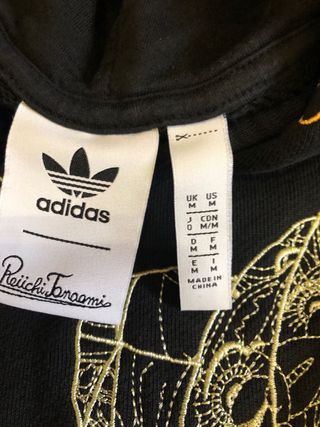 adidas
Keiichi Tanaami
UK US
M M
J CDN
O M/M
D F
M M
E I
M M
MADE IN
CHINA